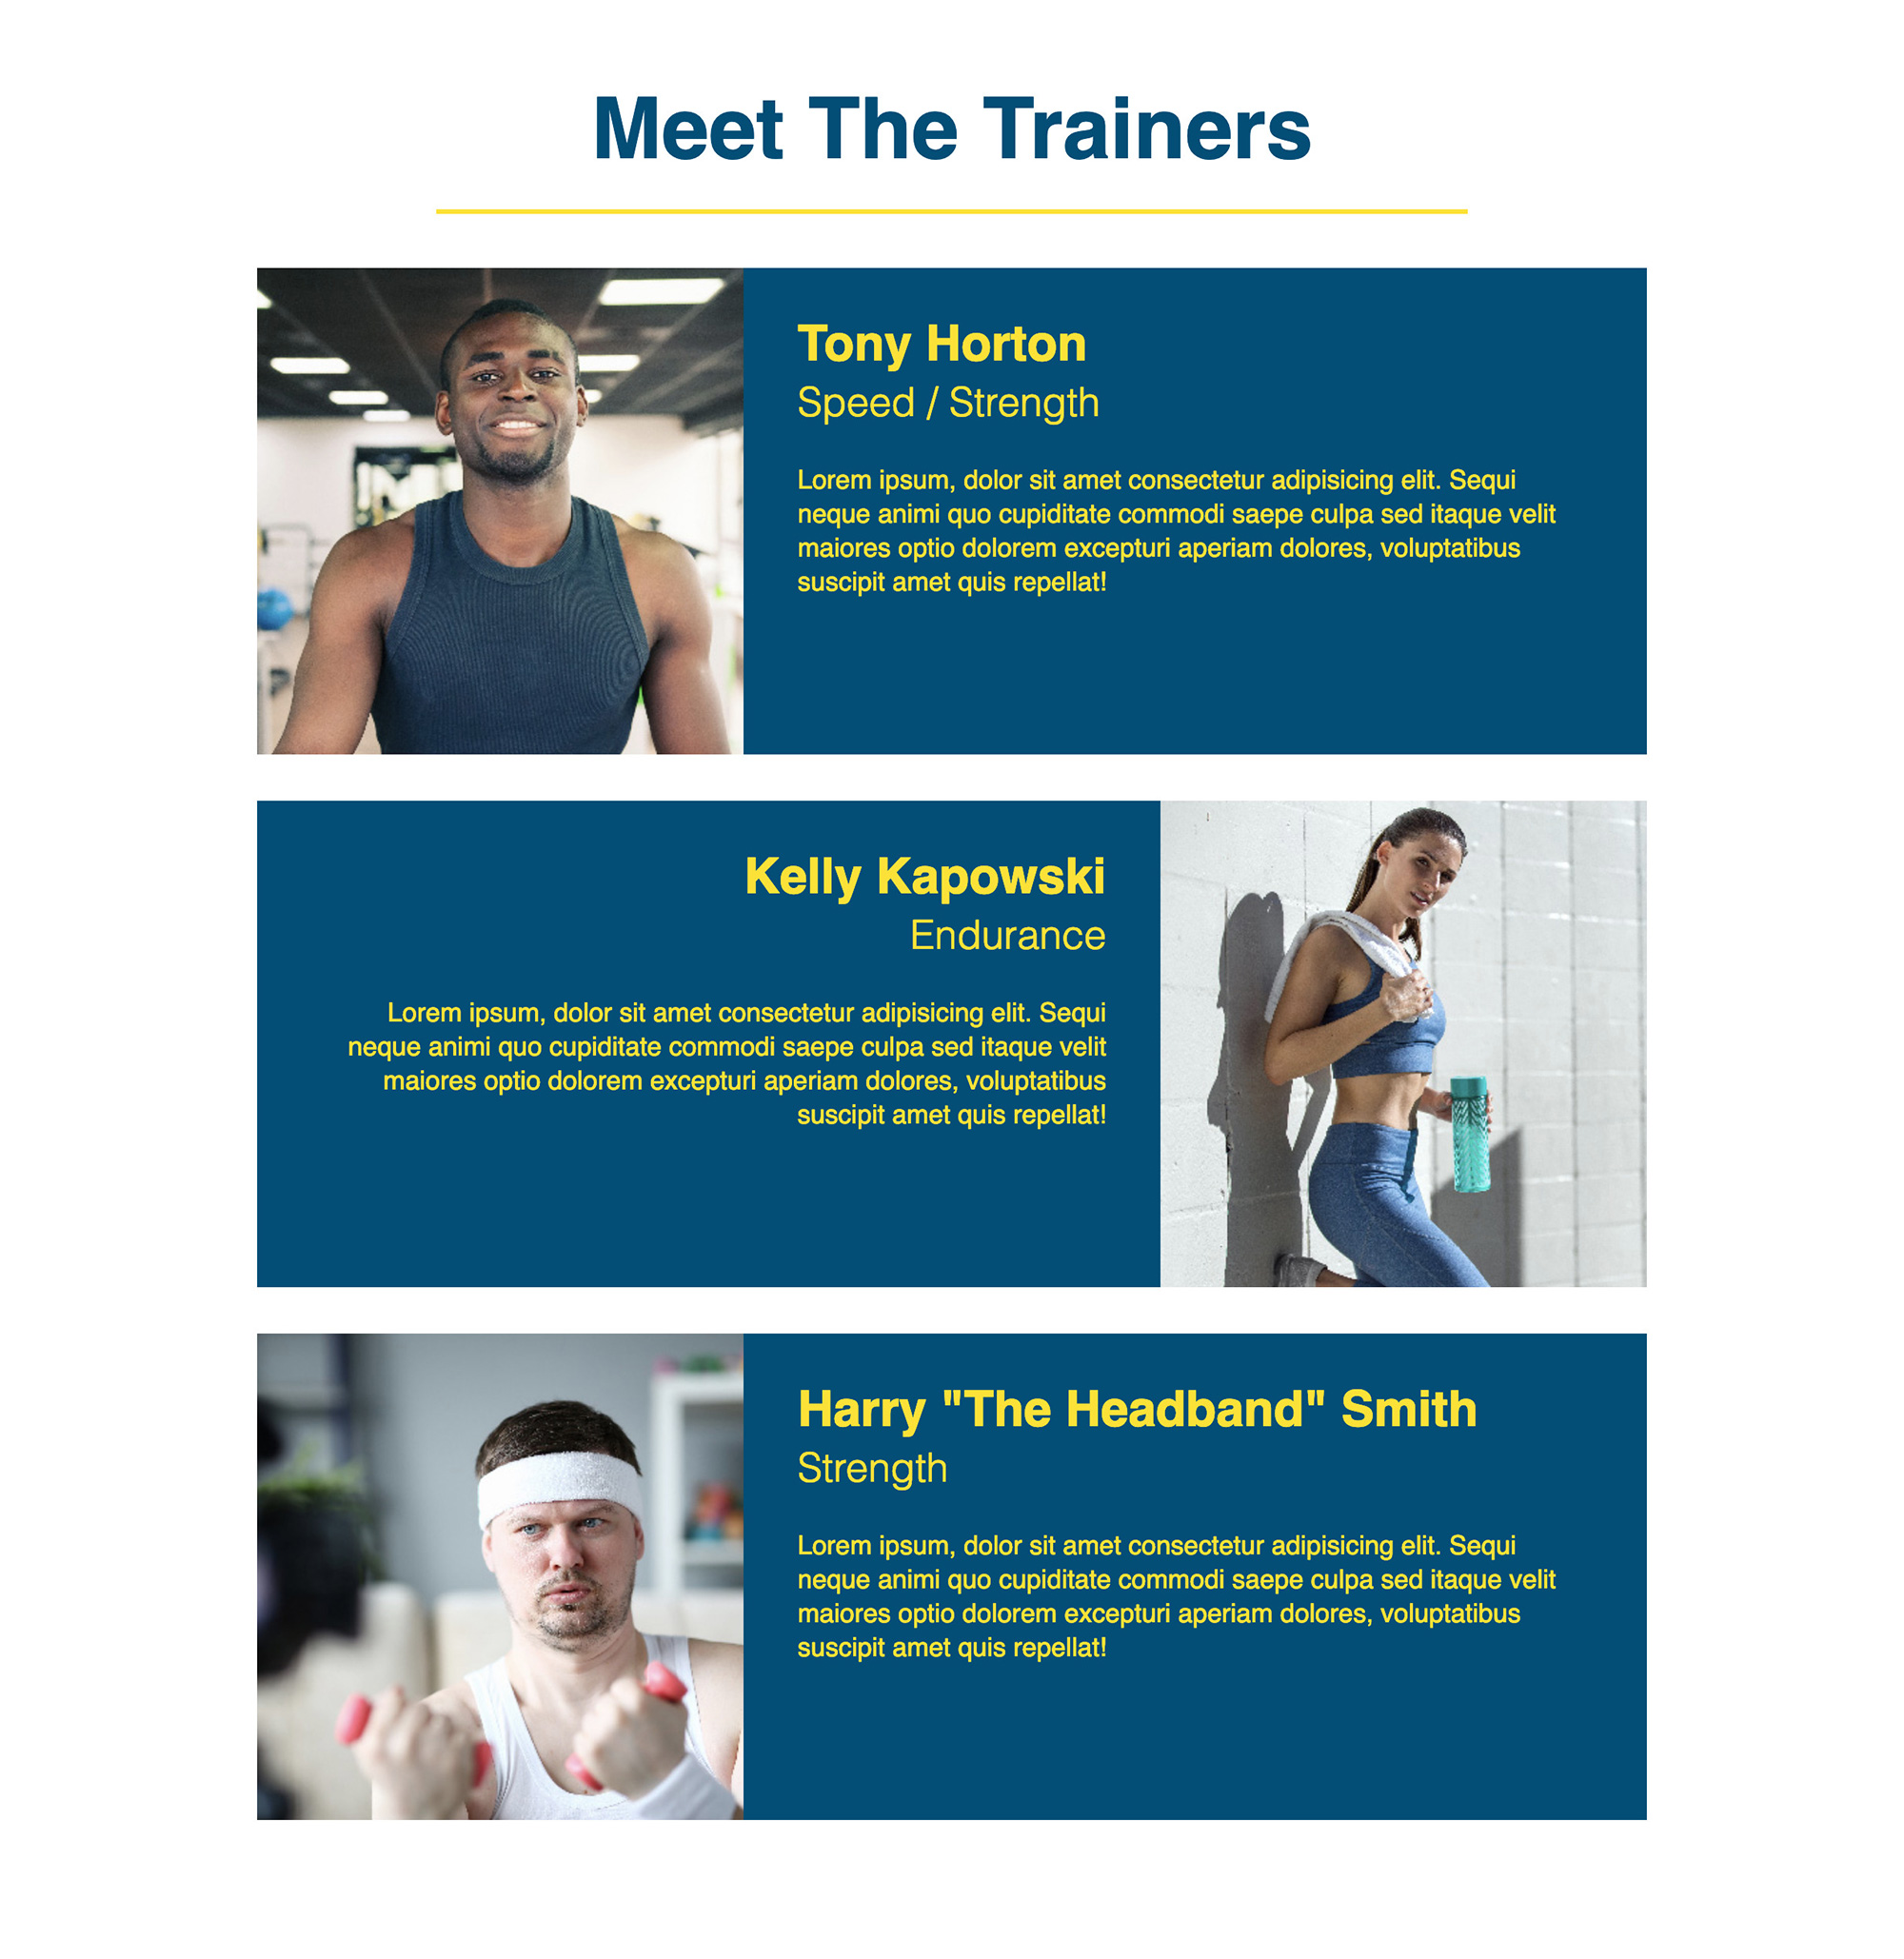 Meet The Trainers
Tony Horton
Speed / Strength
Lorem ipsum, dolor sit amet consectetur adipisicing elit. Sequi
neque animi quo cupiditate commodi saepe culpa sed itaque velit
maiores optio dolorem excepturi aperiam dolores, voluptatibus
suscipit amet quis repellat!
Kelly Kapowski
Endurance
Lorem ipsum, dolor sit amet consectetur adipisicing elit. Sequi
neque animi quo cupiditate commodi saepe culpa sed itaque velit
maiores optio dolorem excepturi aperiam dolores, voluptatibus
suscipit amet quis repellat!
Harry "The Headband" Smith
Strength
Lorem ipsum, dolor sit amet consectetur adipisicing elit. Sequi
neque animi quo cupiditate commodi saepe culpa sed itaque velit
maiores optio dolorem excepturi aperiam dolores, voluptatibus
suscipit amet quis repellat!